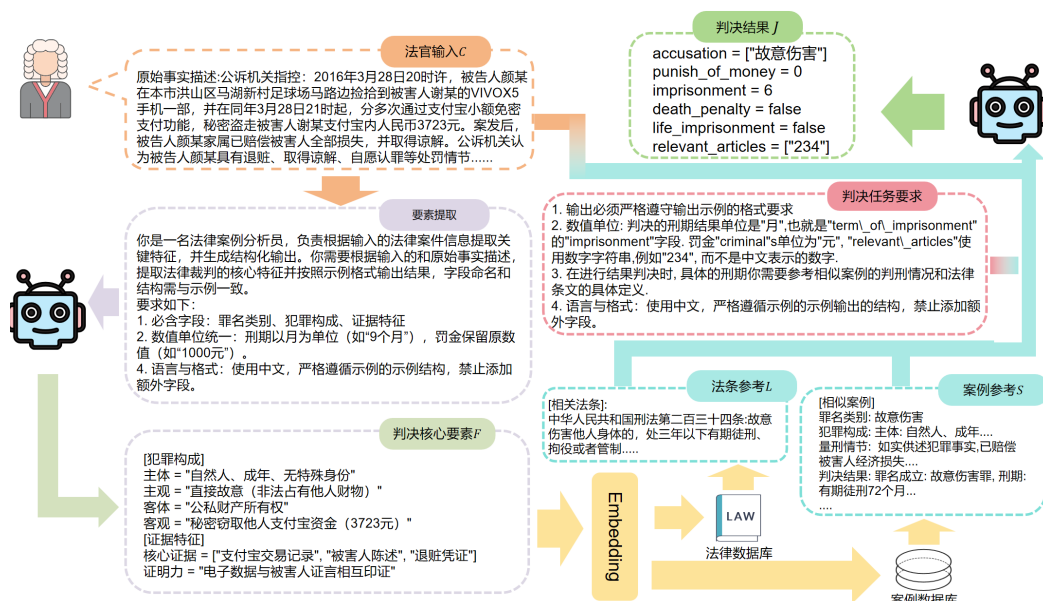 法官输入C
原始事实描述:公诉机关指控：2016年3月28日20时许，被告人颜某
在本市洪山区马湖新村足球场马路边捡拾到被害人谢某的VIVOX5
手机一部，并在同年3月28日21时起，分多次通过支付宝小额免密
支付功能，秘密盗走被害人谢某支付宝内人民币3723元。案发后，
被告人颜某家属已赔偿被害人全部损失，并取得谅解。公诉机关认
为被告人颜某具有退赃、取得谅解、自愿认罪等处罚情节......
要素提取
你是一名法律案例分析员，负责根据输入的法律案件信息提取关
键特征，并生成结构化输出。你需要根据输入的和原始事实描述，
提取法律裁判的核心特征并按照示例格式输出结果，字段命名和
结构需与示例一致。
要求如下：
1. 必含字段：罪名类别、犯罪构成、证据特征
2. 数值单位统一：刑期以月为单位（如“9个月”），罚金保留原数
值（如“1000元”）。
4. 语言与格式：使用中文，严格遵循示例的示例结构，禁止添加
额外字段。
判决核心要素F
[犯罪构成]
主体 = "自然人、成年、无特殊身份"
主观 = "直接故意（非法占有他人财物）"
客体 = "公私财产所有权"
客观 = "秘密窃取他人支付宝资金（3723元）"
[证据特征]
核心证据 = ["支付宝交易记录", "被害人陈述", "退赃凭证"]
证明力 = "电子数据与被害人证言相互印证"
判决结果 J
accusation = ["故意伤害"]
punish_of_money = 0
imprisonment = 6
death_penalty = false
life_imprisonment = false
relevant_articles = ["234"]
判决任务要求
1. 输出必须严格遵守输出示例的格式要求
2. 数值单位: 判决的刑期结果单位是"月",也就是"term\_of\_imprisonment"
的"imprisonment"字段. 罚金"criminal"s单位为"元", "relevant\_articles"使
用数字字符串,例如"234", 而不是中文表示的数字.
3. 在进行结果判决时, 具体的刑期你需要参考相似案例的判刑情况和法律
条文的具体定义.
4. 语言与格式：使用中文，严格遵循示例的示例输出的结构，禁止添加额
外字段。
法条参考L
[相关法条]:
中华人民共和国刑法第二百三十四条:故意
伤害他人身体的，处三年以下有期徒刑、
拘役或者管制.....
案例参考S
[相似案例]
罪名类别: 故意伤害
犯罪构成: 主体: 自然人、成年....
量刑情节: 如实供述犯罪事实,已赔偿
被害人经济损失....
判决结果: 罪名成立: 故意伤害罪, 刑期:
有期徒刑72个月...
....
Embedding
LAW
法律数据库
案例数据库